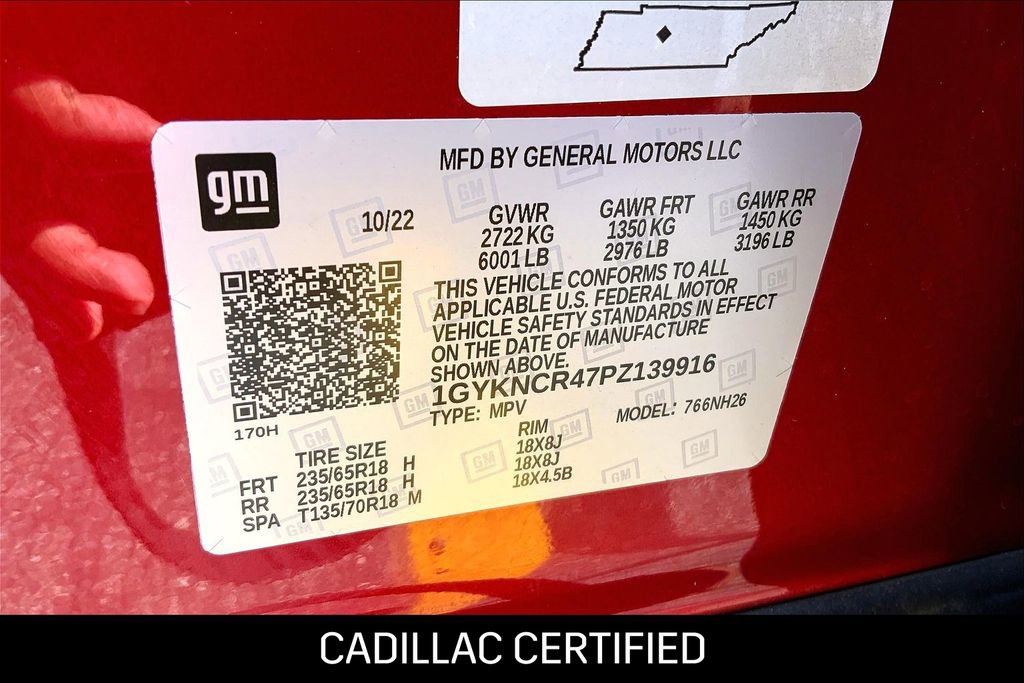 gm
MFD BY GENERAL MOTORS LLC
10/22
GVWR
2722 KG
6001 LB
GAWR FRT
1350 KG
2976 LB
GAWR RR
1450 KG
3196 LB
THIS VEHICLE CONFORMS TO ALL
APPLICABLE U.S. FEDERAL MOTOR
VEHICLE SAFETY STANDARDS IN EFFECT
ON THE DATE OF MANUFACTURE
SHOWN ABOVE.
1GYKNCR47PZ139916
TYPE: MPV
MODEL: 766NH26
170H
TIRE SIZE
RIM
FRT 235/65R18 H 18X8J
RR 235/65R18 H 18X8J
SPA T135/70R18 M 18X4.5B
CADILLAC CERTIFIED